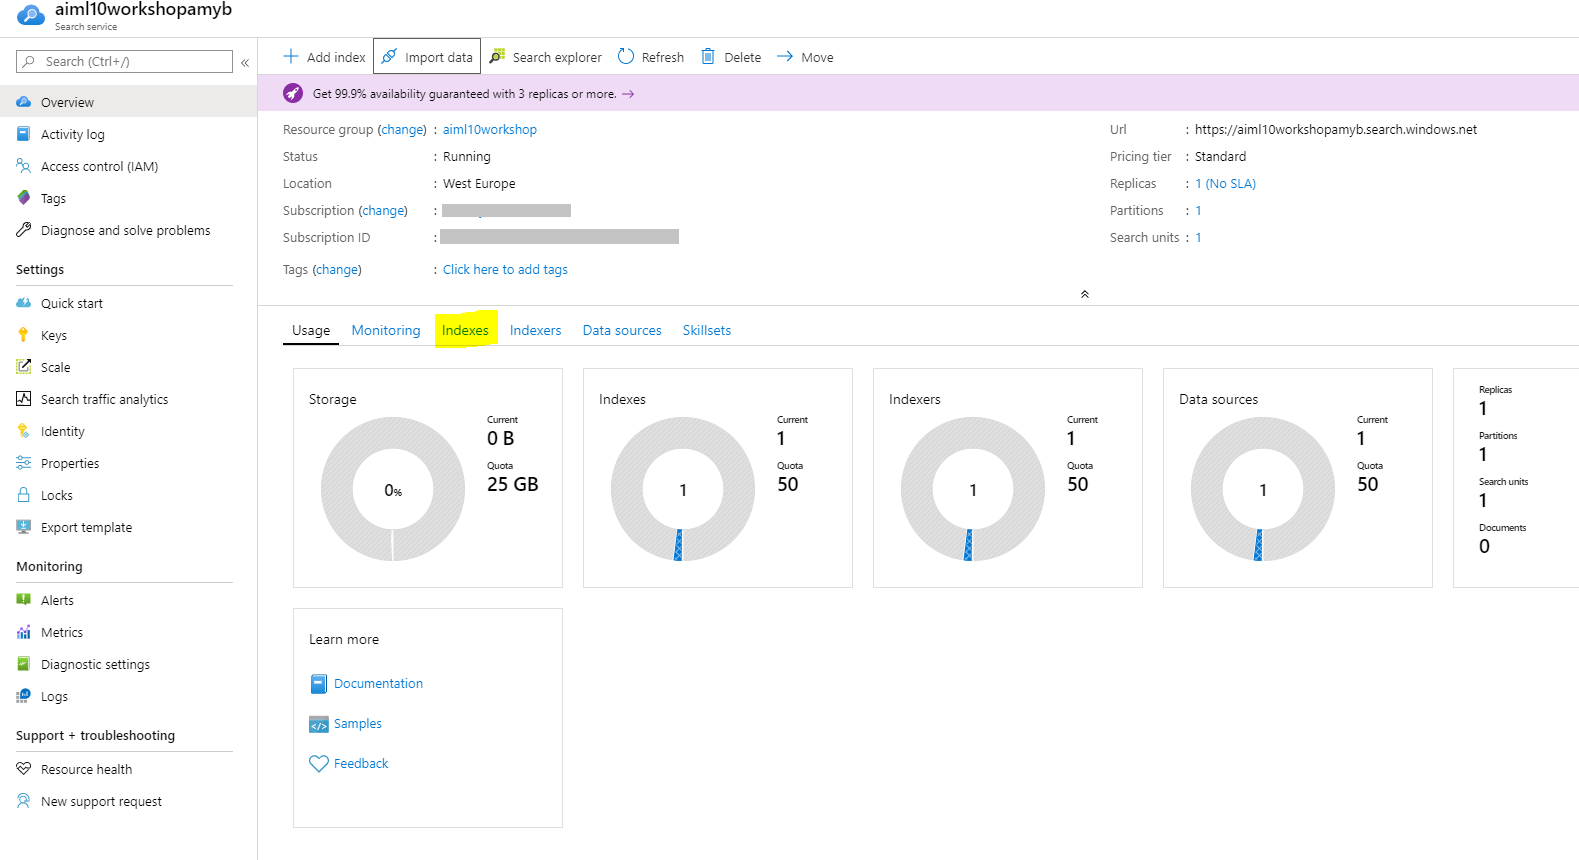 aiml10workshopamyb
Search service
Search (Ctrl+/)
«
Overview
Activity log
Access control (IAM)
Tags
Diagnose and solve problems
Settings
Quick start
Keys
Scale
Search traffic analytics
Identity
Properties
Locks
Export template
Monitoring
Alerts
Metrics
Diagnostic settings
Logs
Support + troubleshooting
Resource health
New support request
Add index Import data Search explorer Refresh Delete Move
Get 99.9% availability guaranteed with 3 replicas or more. →
Resource group (change) : aiml10workshop
Status : Running
Location : West Europe
Subscription (change) :
Subscription ID :
Tags (change) : Click here to add tags
Url : https://aiml10workshopamyb.search.windows.net
Pricing tier : Standard
Replicas : 1 (No SLA)
Partitions : 1
Search units : 1
Usage Monitoring Indexes Indexers Data sources Skillsets
Storage
0%
Current
0 B
Quota
25 GB
Indexes
1
Current
1
Quota
50
Indexers
1
Current
1
Quota
50
Data sources
1
Current
1
Quota
50
Replicas
1
Partitions
1
Search units
1
Documents
0
Learn more
Documentation
Samples
Feedback